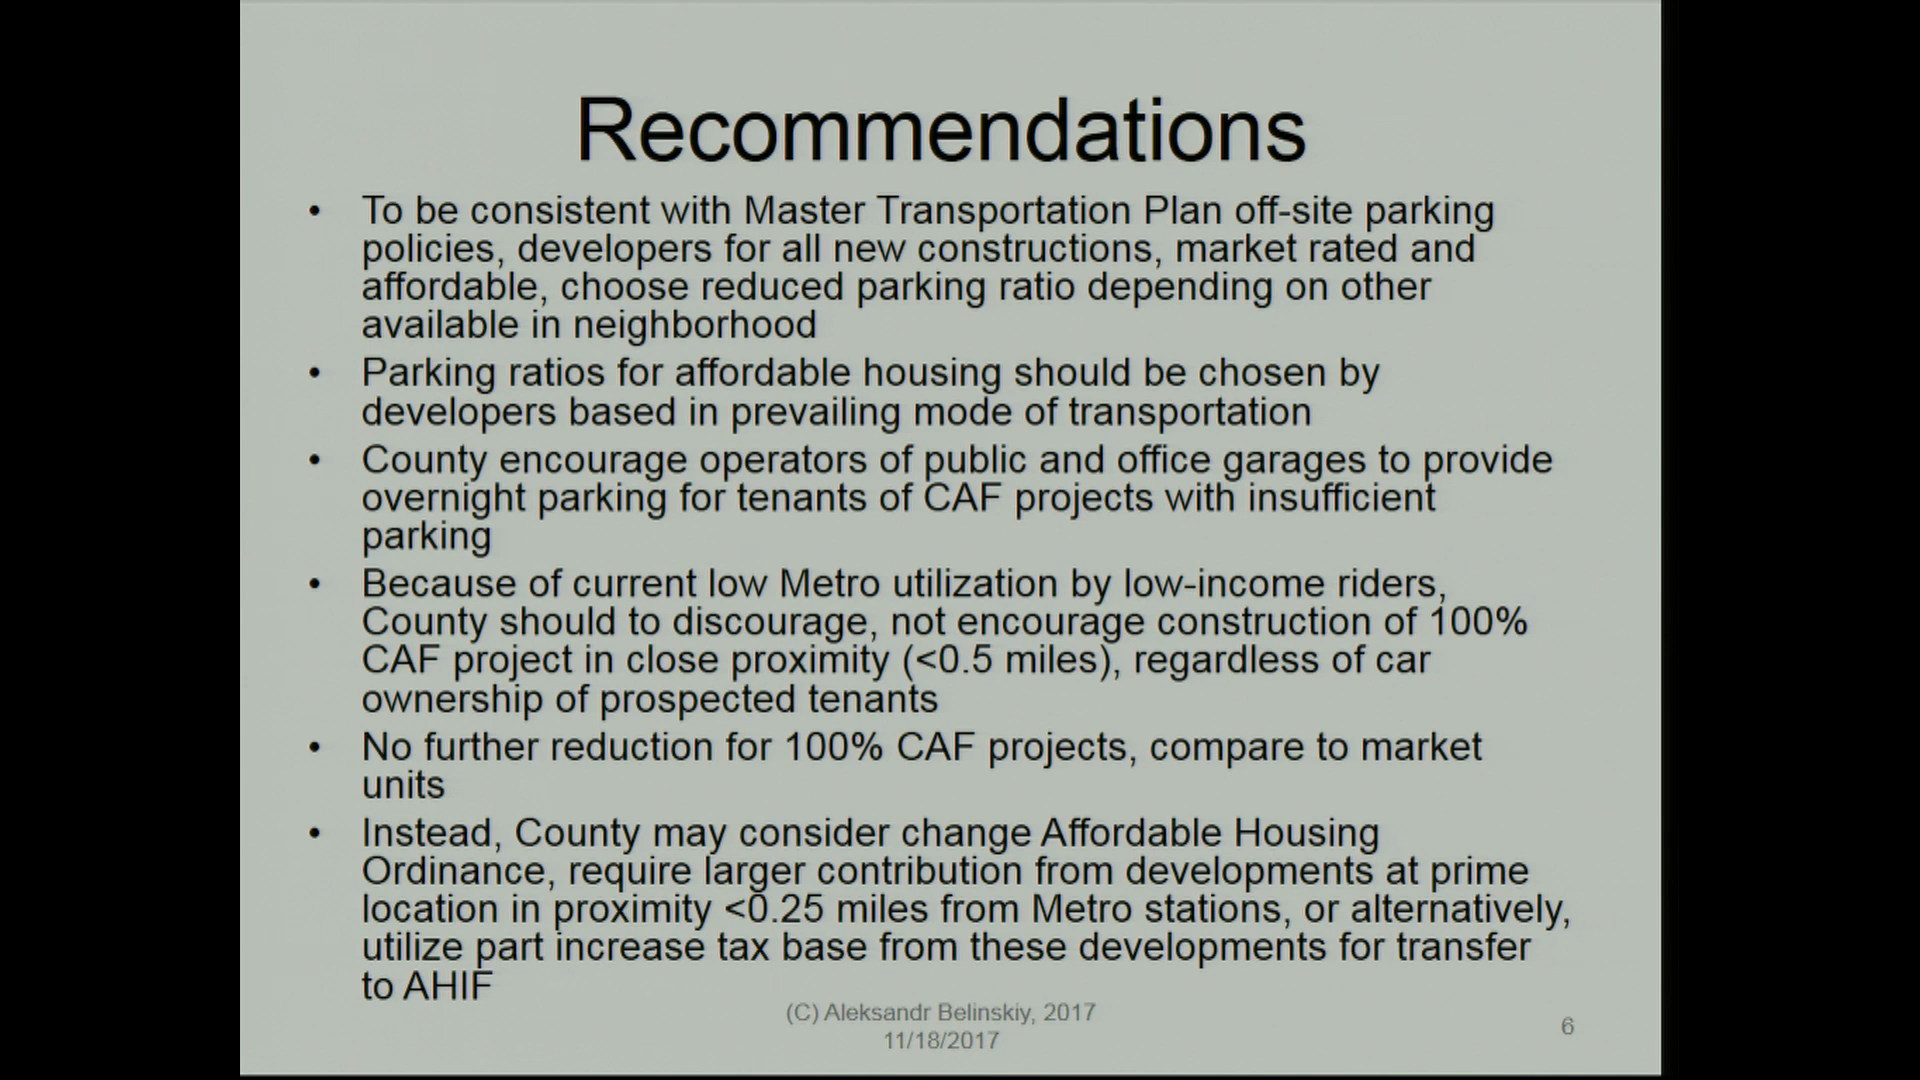 Recommendations
• To be consistent with Master Transportation Plan off-site parking
policies, developers for all new constructions, market rated and
affordable, choose reduced parking ratio depending on other
available in neighborhood
• Parking ratios for affordable housing should be chosen by
developers based in prevailing mode of transportation
• County encourage operators of public and office garages to provide
overnight parking for tenants of CAF projects with insufficient
parking
• Because of current low Metro utilization by low-income riders,
County should to discourage, not encourage construction of 100%
CAF project in close proximity (<0.5 miles), regardless of car
ownership of prospected tenants
• No further reduction for 100% CAF projects, compare to market
units
• Instead, County may consider change Affordable Housing
Ordinance, require larger contribution from developments at prime
location in proximity <0.25 miles from Metro stations, or alternatively,
utilize part increase tax base from these developments for transfer
to AHIF
(C) Aleksandr Belinskiy, 2017
11/18/2017
6